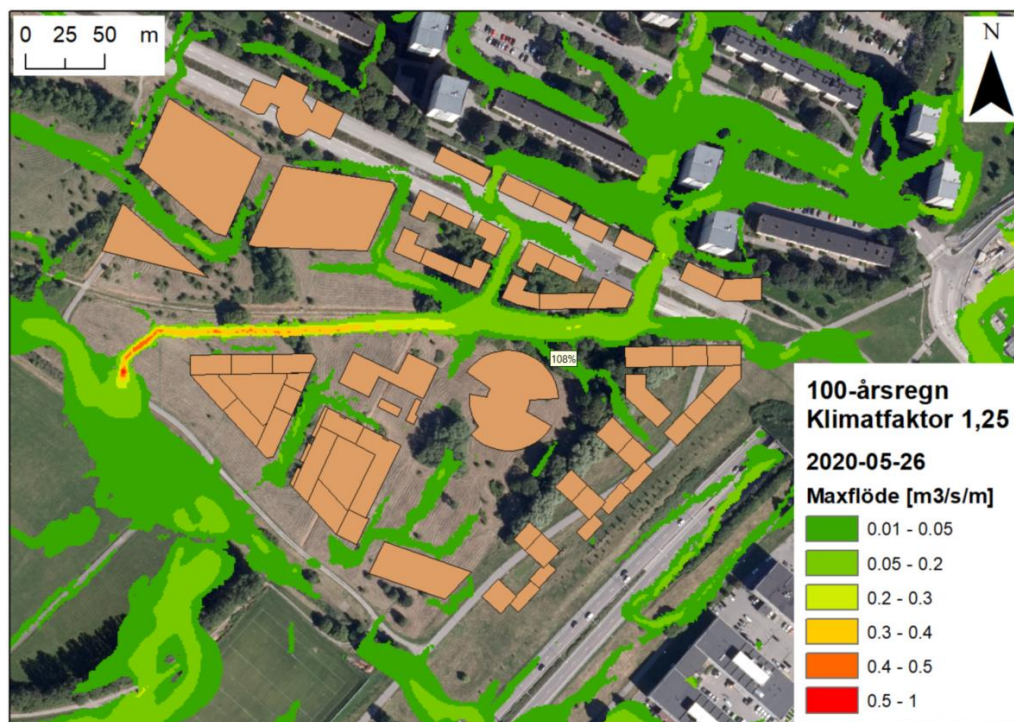 0 25 50 m
N
108%
100-årsregn
Klimatfaktor 1,25
2020-05-26
Maxflöde [m3/s/m]
0.01 - 0.05
0.05 - 0.2
0.2 - 0.3
0.3 - 0.4
0.4 - 0.5
0.5 - 1